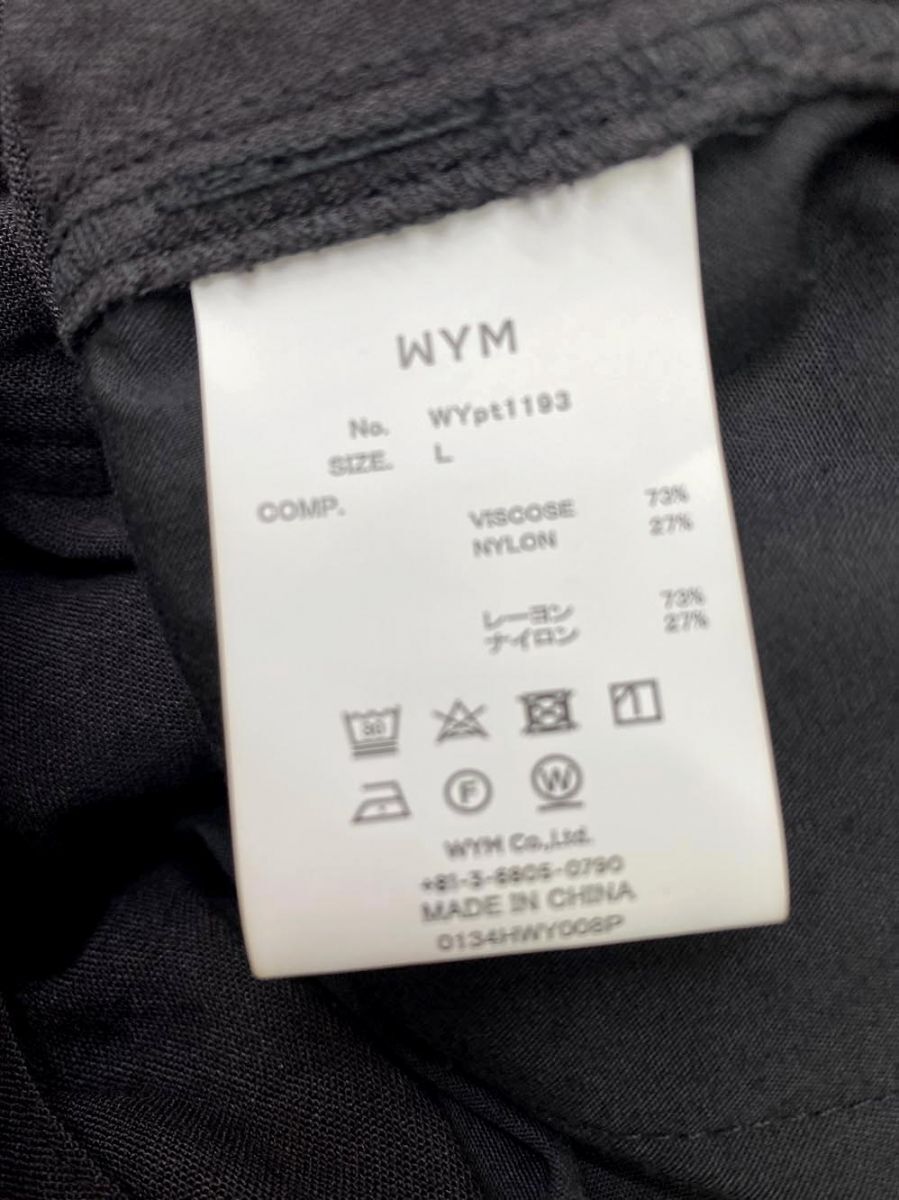 WYM
No. WYpt1193
SIZE. L
COMP.
VISCOSE 73%
NYLON 27%
レーヨン 73%
ナイロン 27%
30
F
W
WYM Co.,Ltd.
+81-3-6805-0790
MADE IN CHINA
0134HWY008P